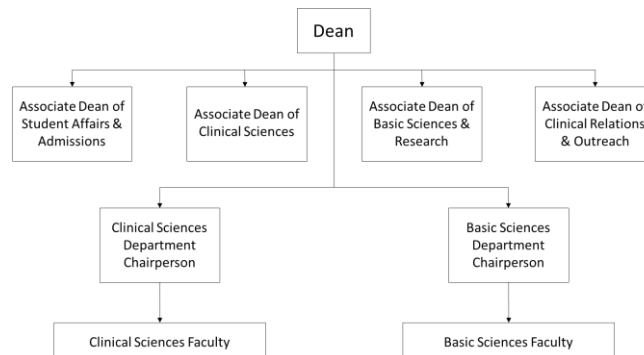 Dean
Associate Dean of
Student Affairs &
Admissions
Associate Dean of
Clinical Sciences
Associate Dean of
Basic Sciences &
Research
Associate Dean of
Clinical Relations
& Outreach
Clinical Sciences
Department
Chairperson
Basic Sciences
Department
Chairperson
Clinical Sciences Faculty
Basic Sciences Faculty